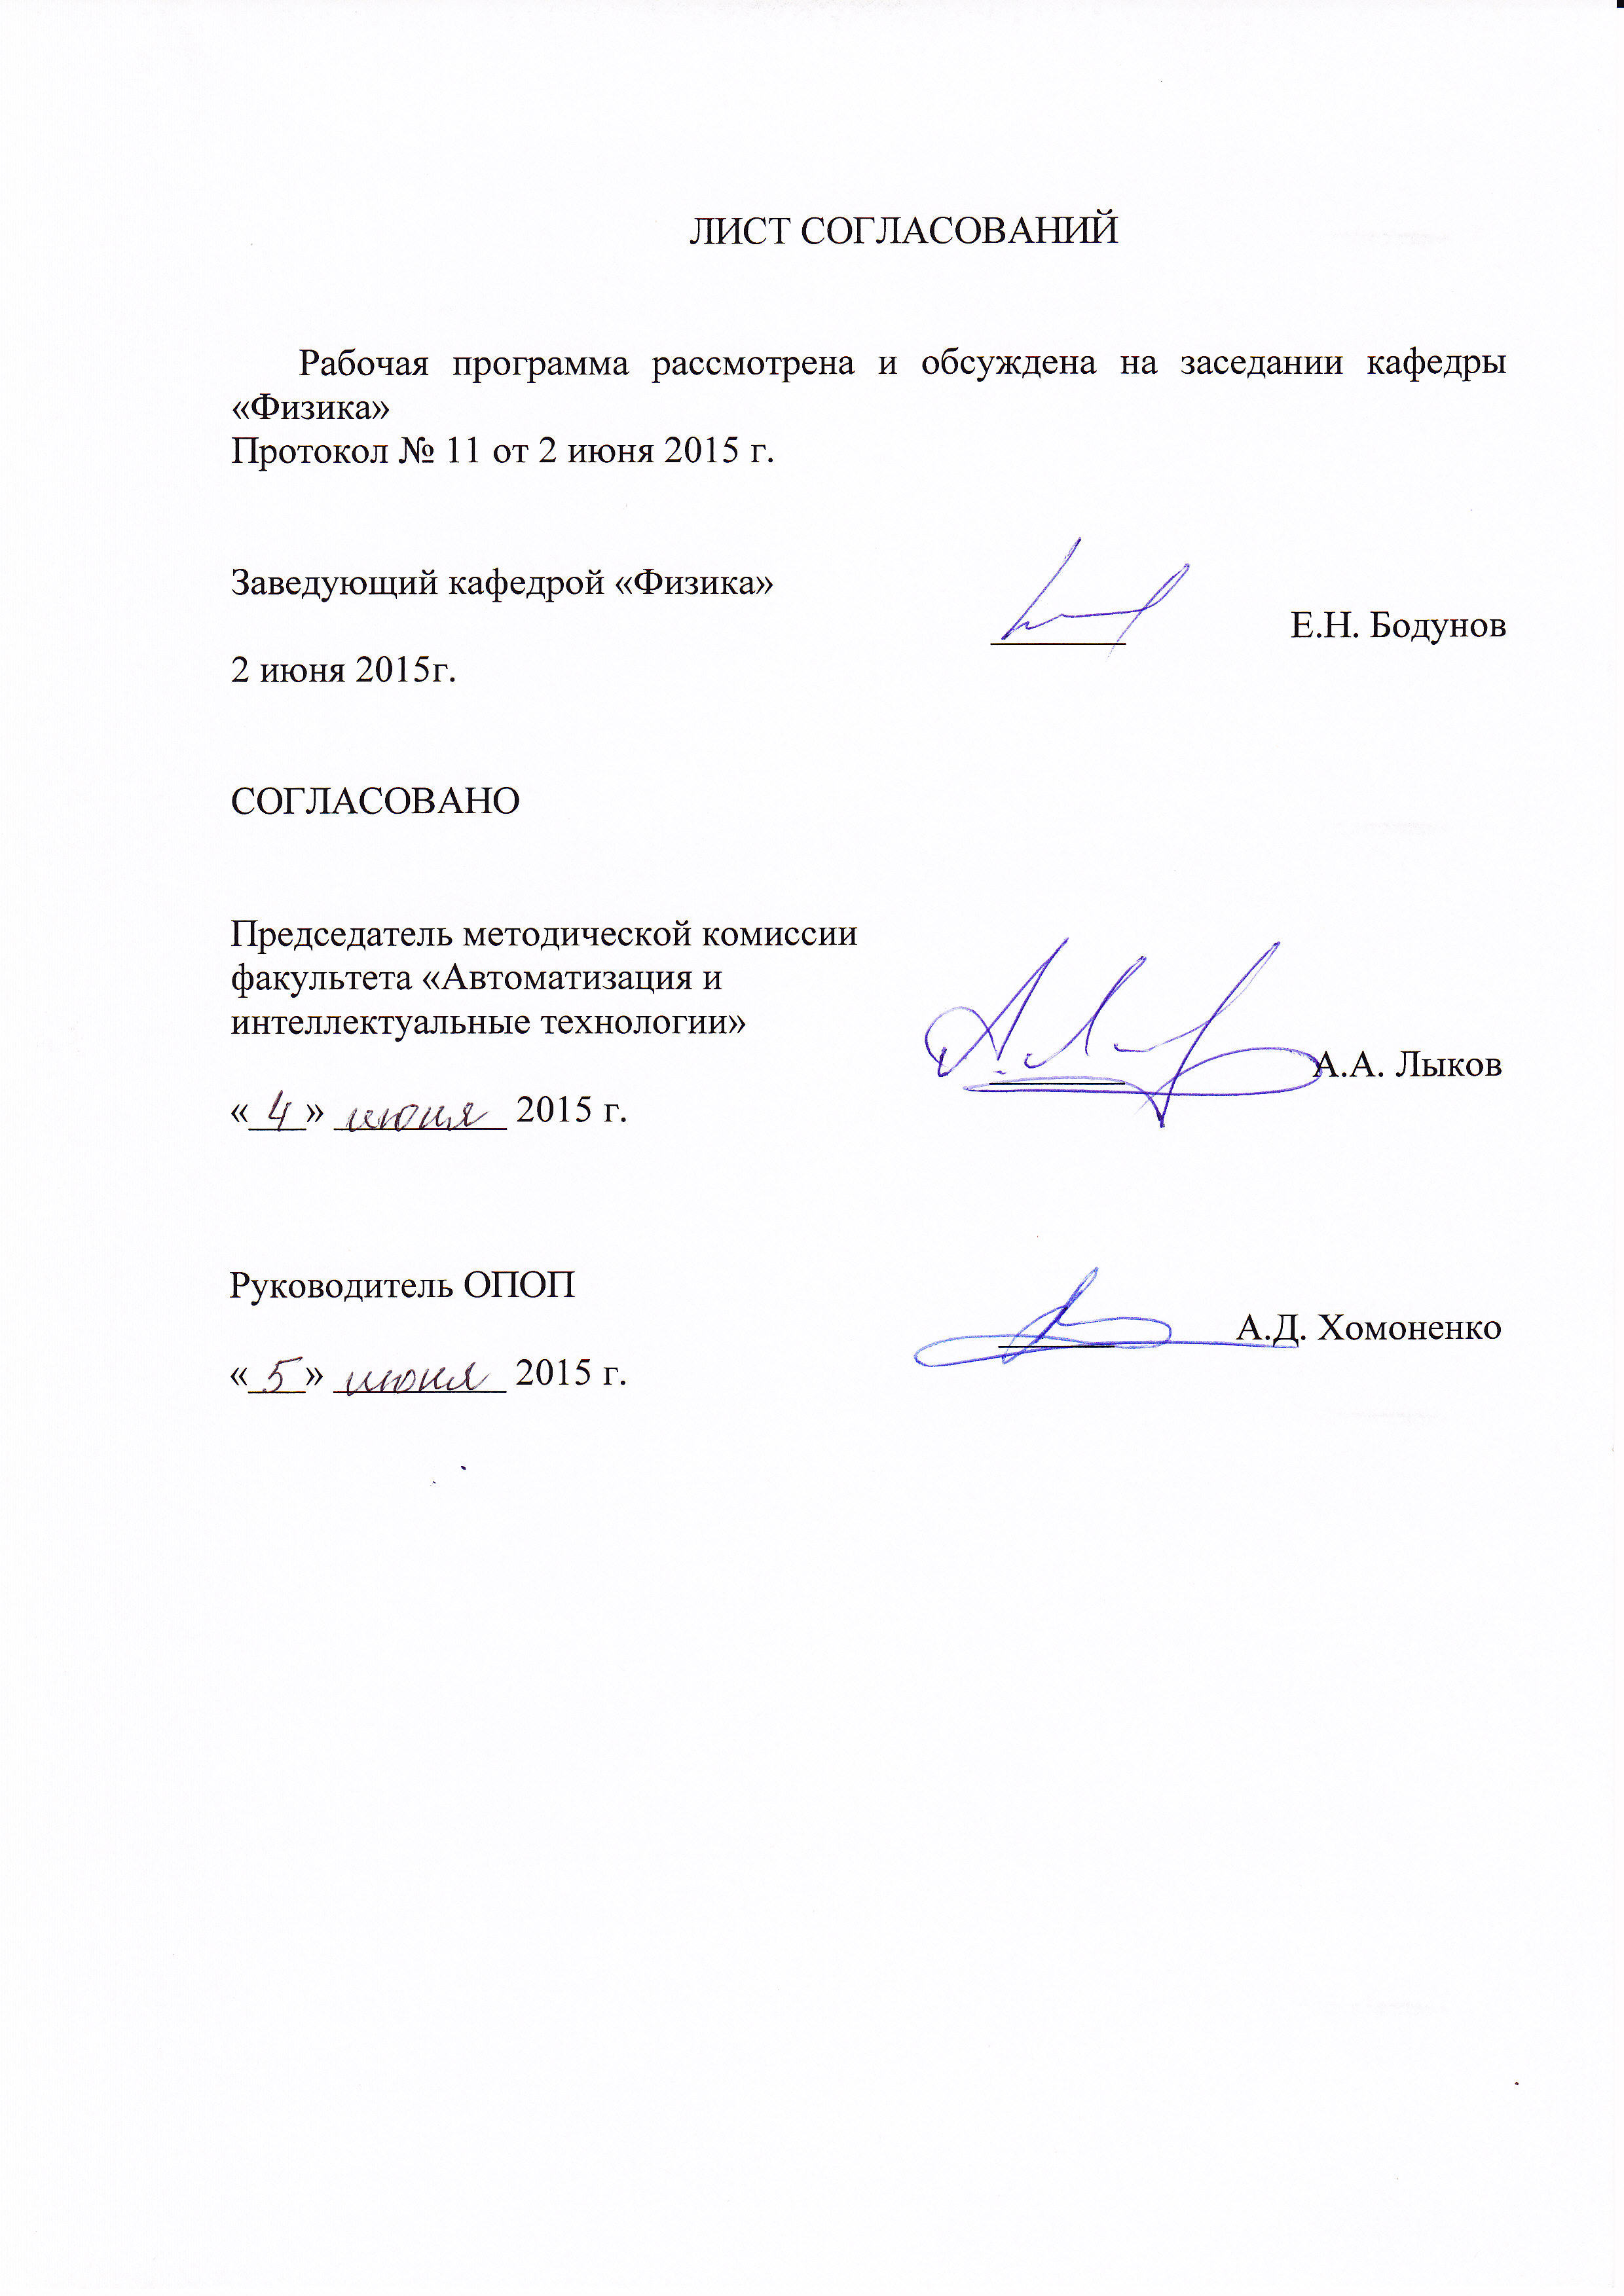 ЛИСТ СОГЛАСОВАНИЙ
Рабочая программа рассмотрена и обсуждена на заседании кафедры
«Физика»
Протокол № 11 от 2 июня 2015 г.
Заведующий кафедрой «Физика»
Е.Н. Бодунов
2 июня 2015г.
СОГЛАСОВАНО
Председатель методической комиссии
факультета «Автоматизация и
интеллектуальные технологии»
А.А. Лыков
«4» июня 2015 г.
Руководитель ОПОП
А.Д. Хомоненко
«5» июня 2015 г.